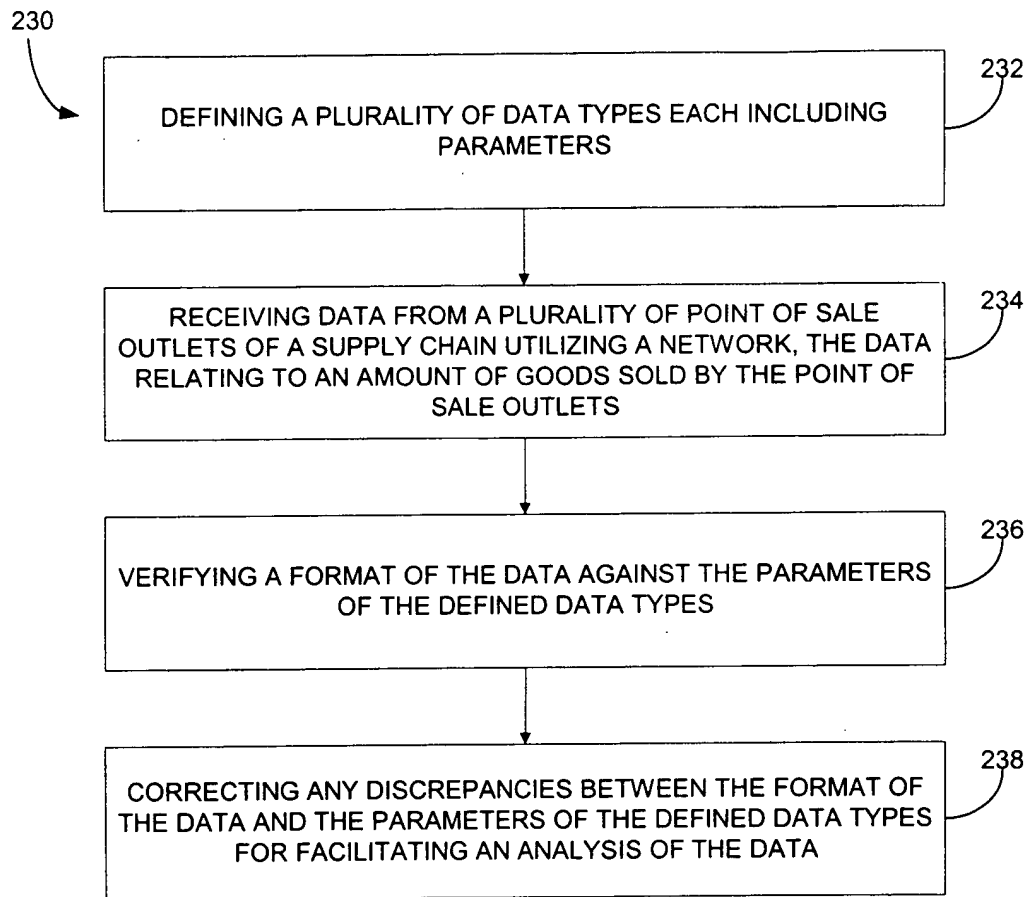 230
232
DEFINING A PLURALITY OF DATA TYPES EACH INCLUDING
PARAMETERS
234
RECEIVING DATA FROM A PLURALITY OF POINT OF SALE
OUTLETS OF A SUPPLY CHAIN UTILIZING A NETWORK, THE DATA
RELATING TO AN AMOUNT OF GOODS SOLD BY THE POINT OF
SALE OUTLETS
236
VERIFYING A FORMAT OF THE DATA AGAINST THE PARAMETERS
OF THE DEFINED DATA TYPES
238
CORRECTING ANY DISCREPANCIES BETWEEN THE FORMAT OF
THE DATA AND THE PARAMETERS OF THE DEFINED DATA TYPES
FOR FACILITATING AN ANALYSIS OF THE DATA